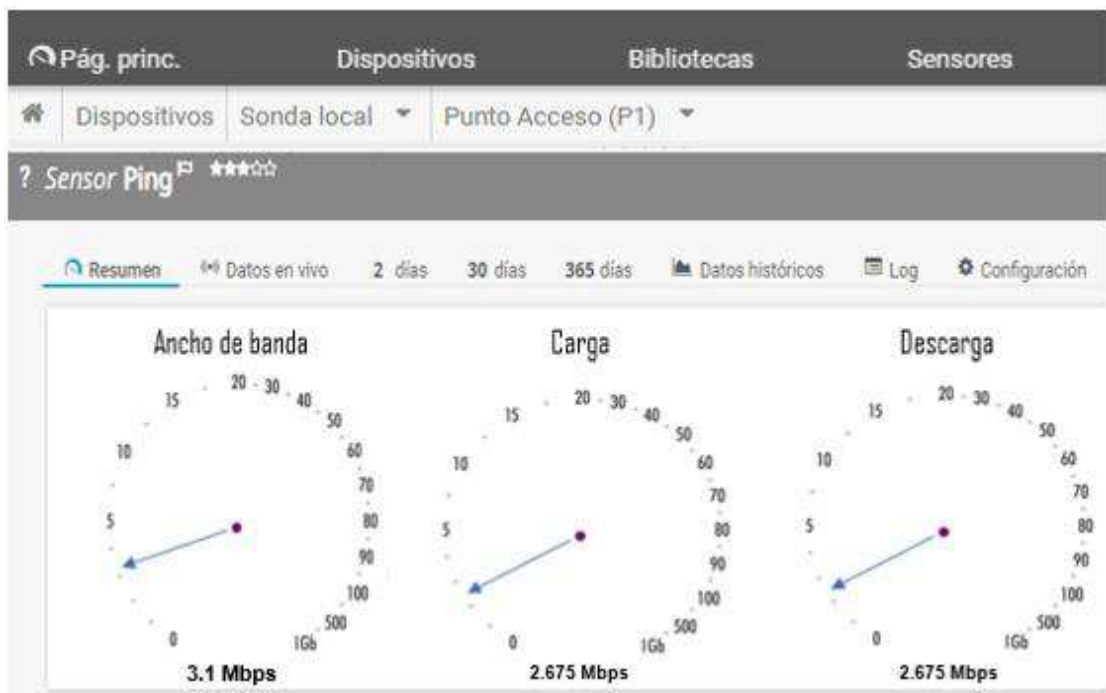 Pág. princ. Dispositivos Bibliotecas Sensores
Dispositivos Sonda local Punto Acceso (P1)
? Sensor Ping
Resumen Datos en vivo 2 días 30 días 365 días Datos históricos Log Configuración
Ancho de banda Carga Descarga
0 5 10 15 20 30 40 50 60 70 80 90 100 500 1Gb
0 5 10 15 20 30 40 50 60 70 80 90 100 500 1Gb
0 5 10 15 20 30 40 50 60 70 80 90 100 500 1Gb
3.1 Mbps 2.675 Mbps 2.675 Mbps